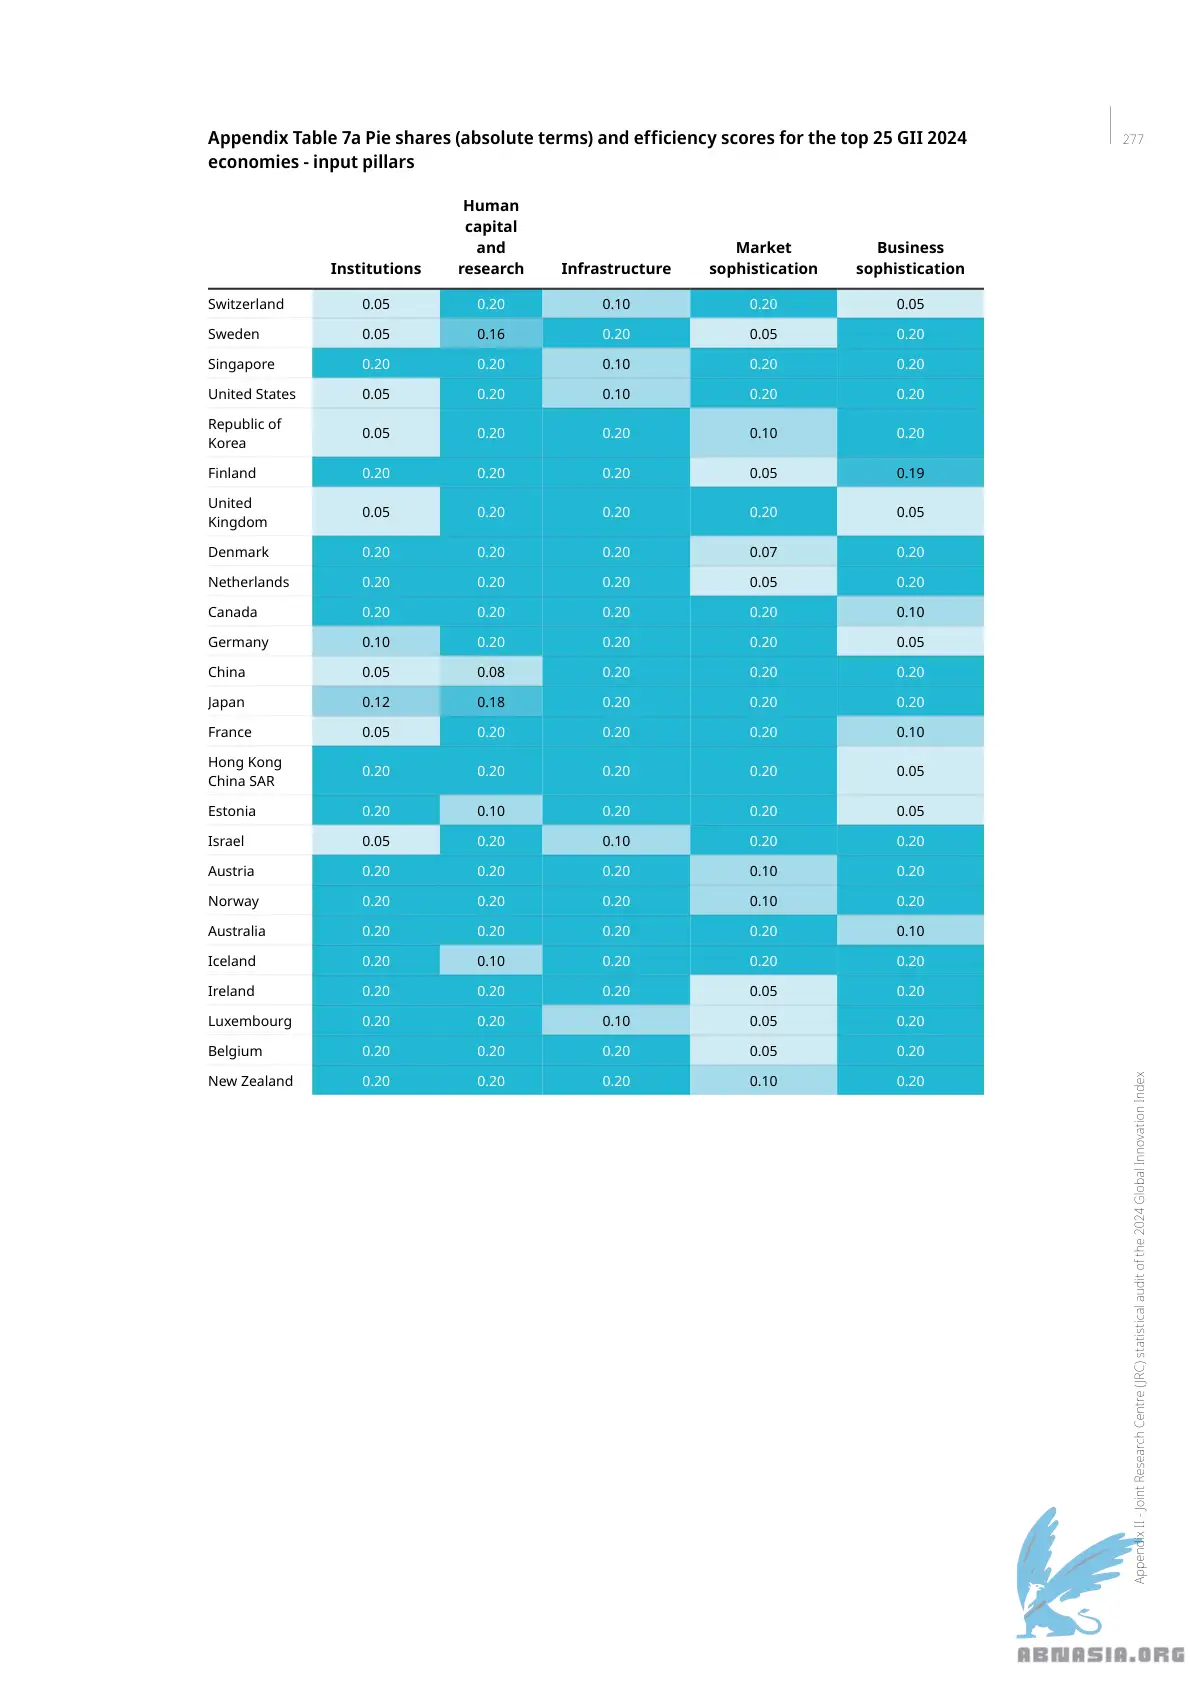 277
Appendix Table 7a Pie shares (absolute terms) and efficiency scores for the top 25 GII 2024
economies - input pillars
Institutions Human capital and research Infrastructure Market sophistication Business sophistication
Switzerland 0.05 0.20 0.10 0.20 0.05
Sweden 0.05 0.16 0.20 0.05 0.20
Singapore 0.20 0.20 0.10 0.20 0.20
United States 0.05 0.20 0.10 0.20 0.20
Republic of Korea 0.05 0.20 0.20 0.10 0.20
Finland 0.20 0.20 0.20 0.05 0.19
United Kingdom 0.05 0.20 0.20 0.20 0.05
Denmark 0.20 0.20 0.20 0.07 0.20
Netherlands 0.20 0.20 0.20 0.05 0.20
Canada 0.20 0.20 0.20 0.20 0.10
Germany 0.10 0.20 0.20 0.20 0.05
China 0.05 0.08 0.20 0.20 0.20
Japan 0.12 0.18 0.20 0.20 0.20
France 0.05 0.20 0.20 0.20 0.10
Hong Kong China SAR 0.20 0.20 0.20 0.20 0.05
Estonia 0.20 0.10 0.20 0.20 0.05
Israel 0.05 0.20 0.10 0.20 0.20
Austria 0.20 0.20 0.20 0.10 0.20
Norway 0.20 0.20 0.20 0.10 0.20
Australia 0.20 0.20 0.20 0.20 0.10
Iceland 0.20 0.10 0.20 0.20 0.20
Ireland 0.20 0.20 0.20 0.05 0.20
Luxembourg 0.20 0.20 0.10 0.05 0.20
Belgium 0.20 0.20 0.20 0.05 0.20
New Zealand 0.20 0.20 0.20 0.10 0.20
Appendix II - Joint Research Centre (JRC) statistical audit of the 2024 Global Innovation Index
ABNASIA.ORG